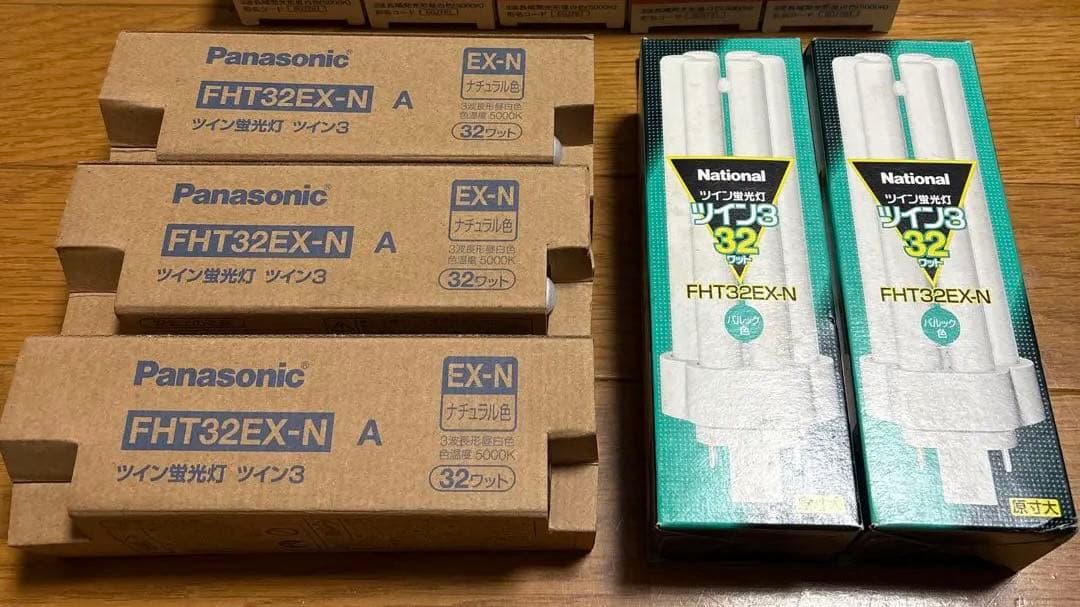 Panasonic
FHT32EX-N A
ツイン蛍光灯 ツイン3
EX-N
ナチュラル色
3波長形昼白色
色温度 5000K
32ワット
Panasonic
FHT32EX-N A
ツイン蛍光灯 ツイン3
EX-N
ナチュラル色
3波長形昼白色
色温度 5000K
32ワット
Panasonic
FHT32EX-N A
ツイン蛍光灯 ツイン3
EX-N
ナチュラル色
3波長形昼白色
色温度 5000K
32ワット
National
ツイン蛍光灯
ツイン3
32
ワット
FHT32EX-N
パルック
色
National
ツイン蛍光灯
ツイン3
32
ワット
FHT32EX-N
パルック
色
原寸大
原寸大